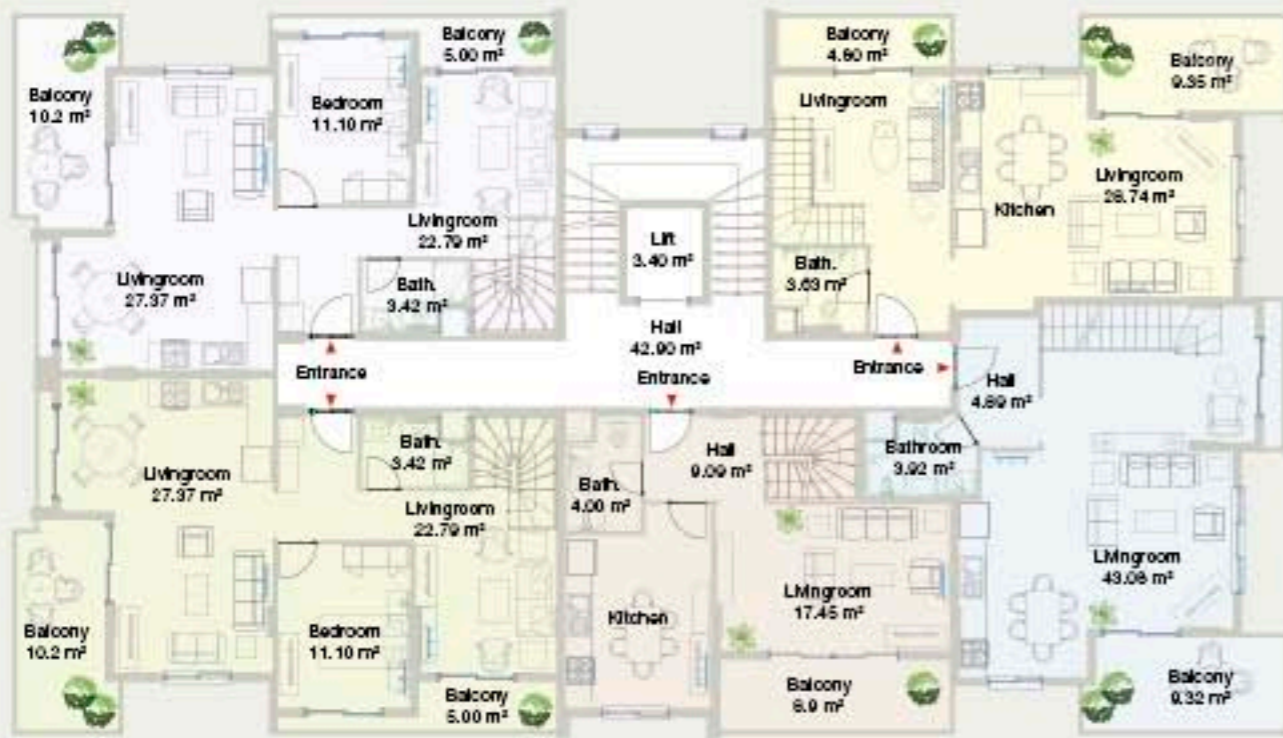 Balcony
5.00 m²
Balcony
4.60 m²
Balcony
9.35 m²
Balcony
10.2 m²
Bedroom
11.10 m²
Livingroom
Livingroom
26.74 m²
Kitchen
Livingroom
22.79 m²
Lift
3.40 m²
Livingroom
27.37 m²
Bath.
3.42 m²
Bath.
3.63 m²
Hall
42.90 m²
Entrance
Entrance
Entrance
Hall
4.69 m²
Livingroom
27.37 m²
Bath.
3.42 m²
Livingroom
22.79 m²
Bath.
4.00 m²
Hall
9.09 m²
Bathroom
3.92 m²
Balcony
10.2 m²
Bedroom
11.10 m²
Kitchen
Livingroom
17.45 m²
Livingroom
43.08 m²
Balcony
5.00 m²
Balcony
6.9 m²
Balcony
9.32 m²